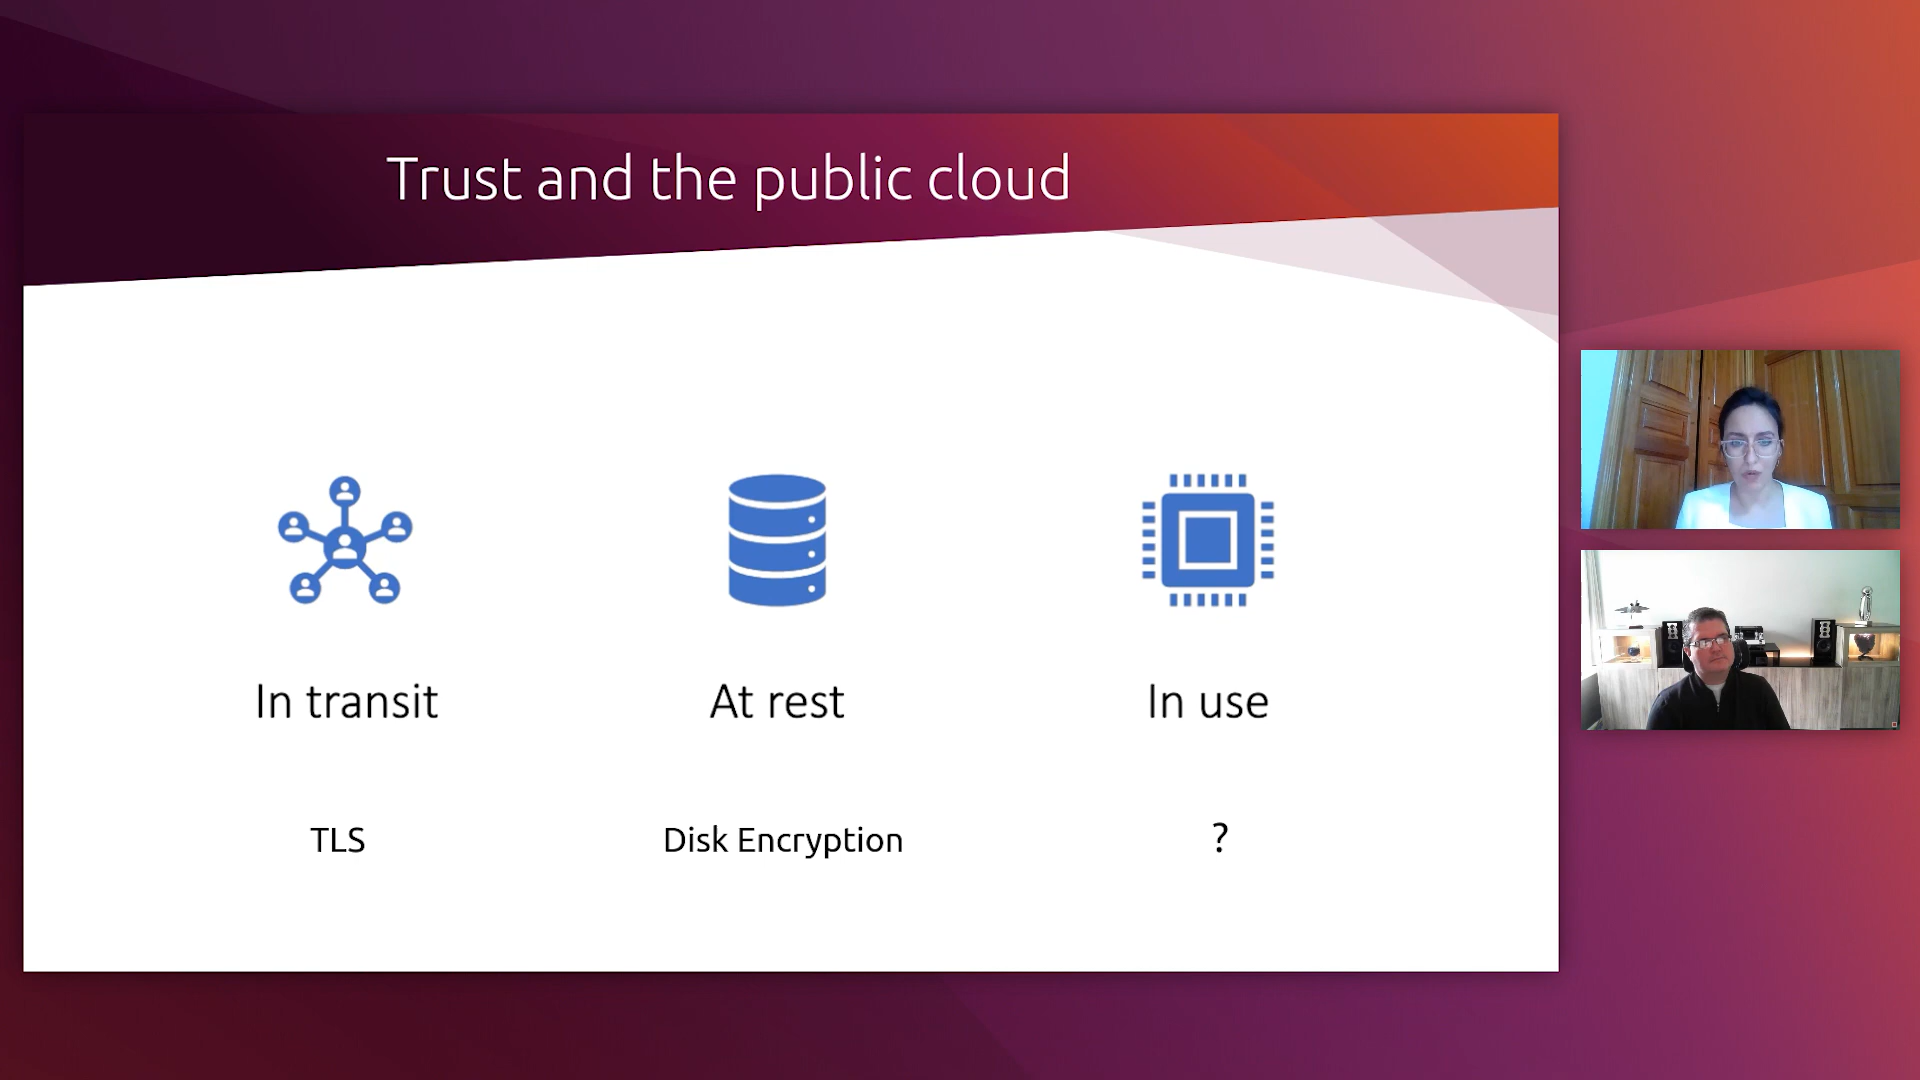 Trust and the public cloud
In transit
At rest
In use
TLS
Disk Encryption
?